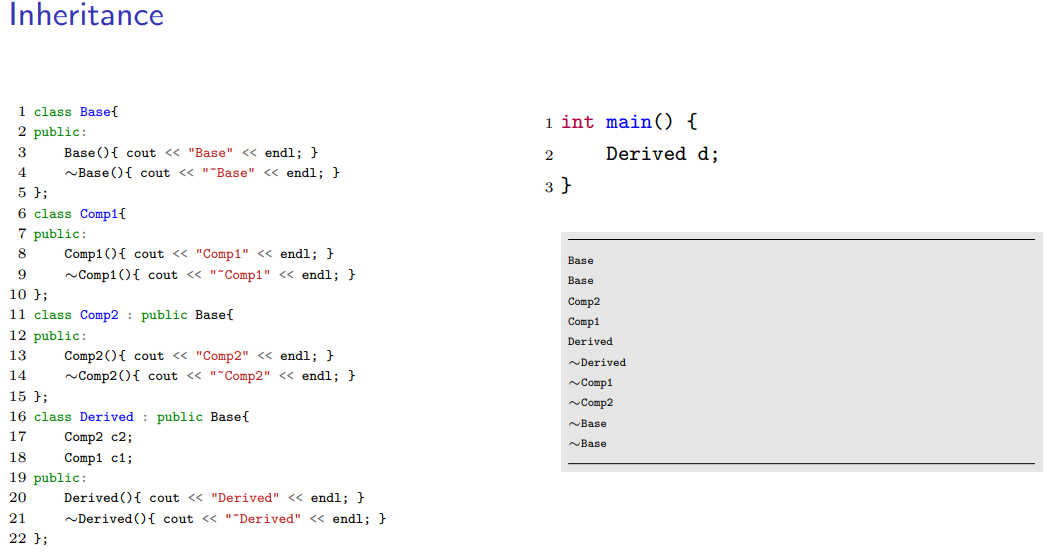 Inheritance
1 class Base{
2 public:
3     Base(){ cout << "Base" << endl; }
4     ~Base(){ cout << "~Base" << endl; }
5 };
6 class Comp1{
7 public:
8     Comp1(){ cout << "Comp1" << endl; }
9     ~Comp1(){ cout << "~Comp1" << endl; }
10 };
11 class Comp2 : public Base{
12 public:
13     Comp2(){ cout << "Comp2" << endl; }
14     ~Comp2(){ cout << "~Comp2" << endl; }
15 };
16 class Derived : public Base{
17     Comp2 c2;
18     Comp1 c1;
19 public:
20     Derived(){ cout << "Derived" << endl; }
21     ~Derived(){ cout << "~Derived" << endl; }
22 };
1 int main() {
2     Derived d;
3 }
Base
Base
Comp2
Comp1
Derived
~Derived
~Comp1
~Comp2
~Base
~Base